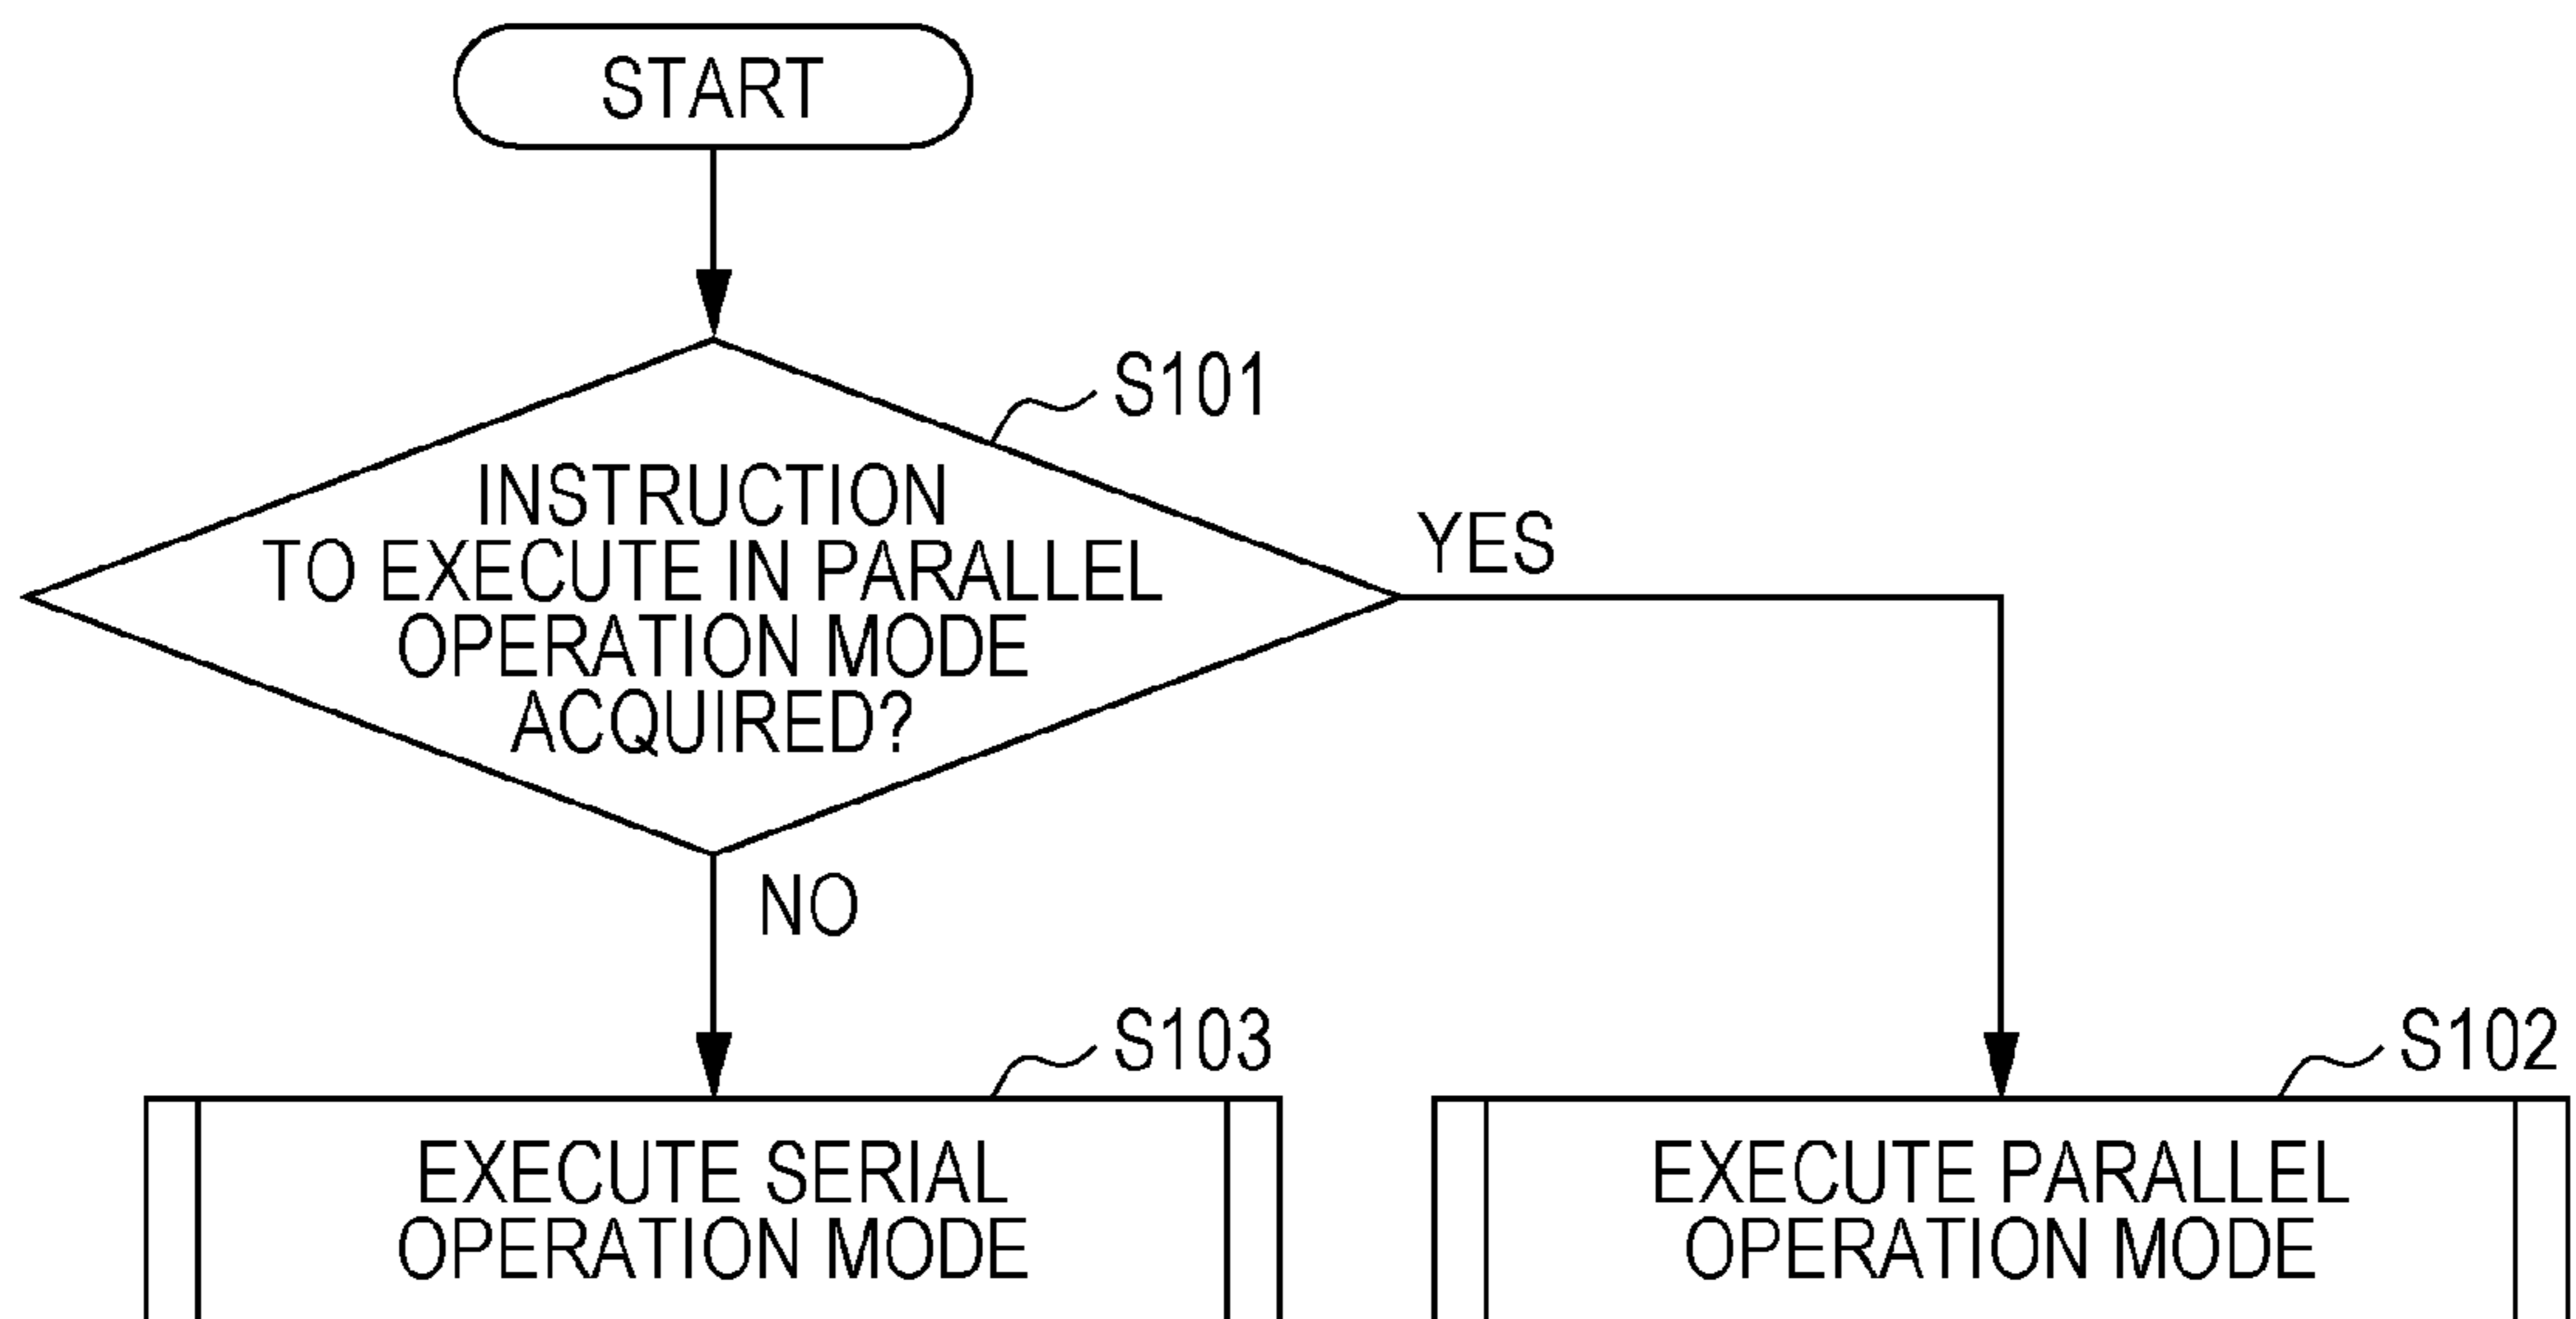 START
S101
INSTRUCTION
TO EXECUTE IN PARALLEL
OPERATION MODE
ACQUIRED?
YES
NO
S103
EXECUTE SERIAL
OPERATION MODE
S102
EXECUTE PARALLEL
OPERATION MODE